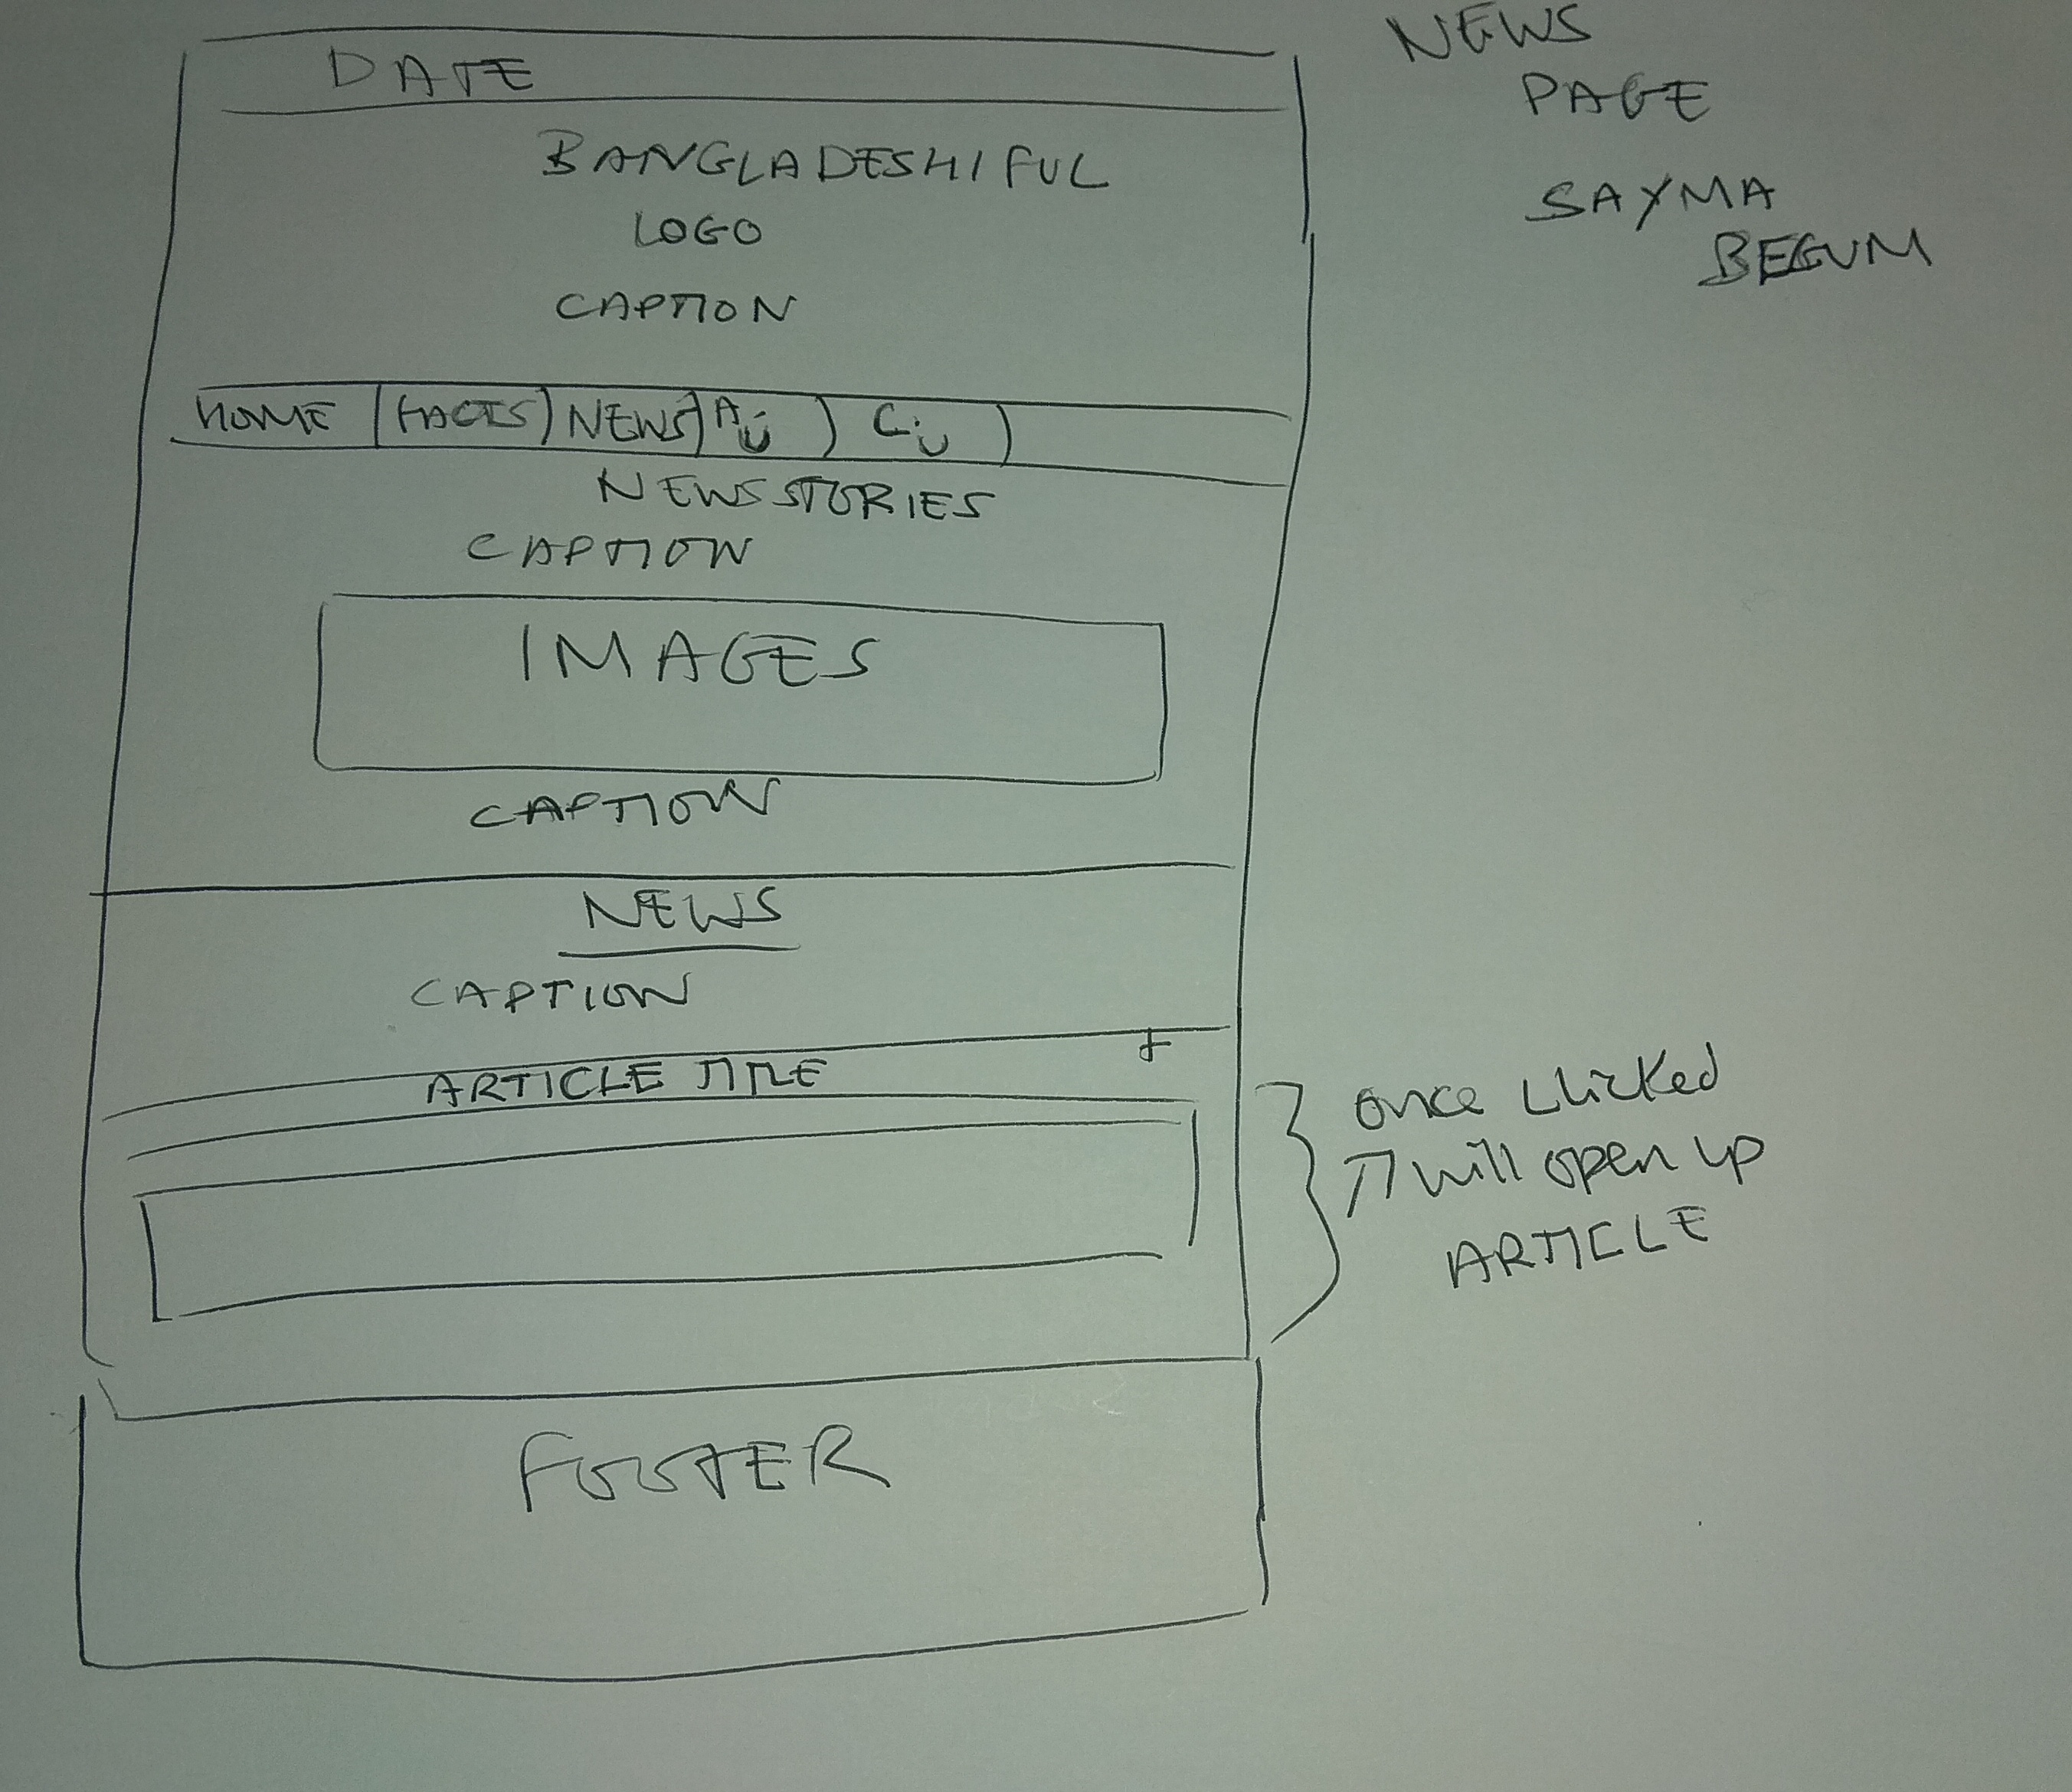 DATE
BANGLADESHIFUL
LOGO
CAPTION
HOME FACTS NEWS A.U C.U
NEWS STORIES
CAPTION
IMAGES
CAPTION
NEWS
CAPTION
ARTICLE TITLE +
FOOTER
NEWS
PAGE
SAYMA
BEGUM
once clicked
IT will open up
ARTICLE